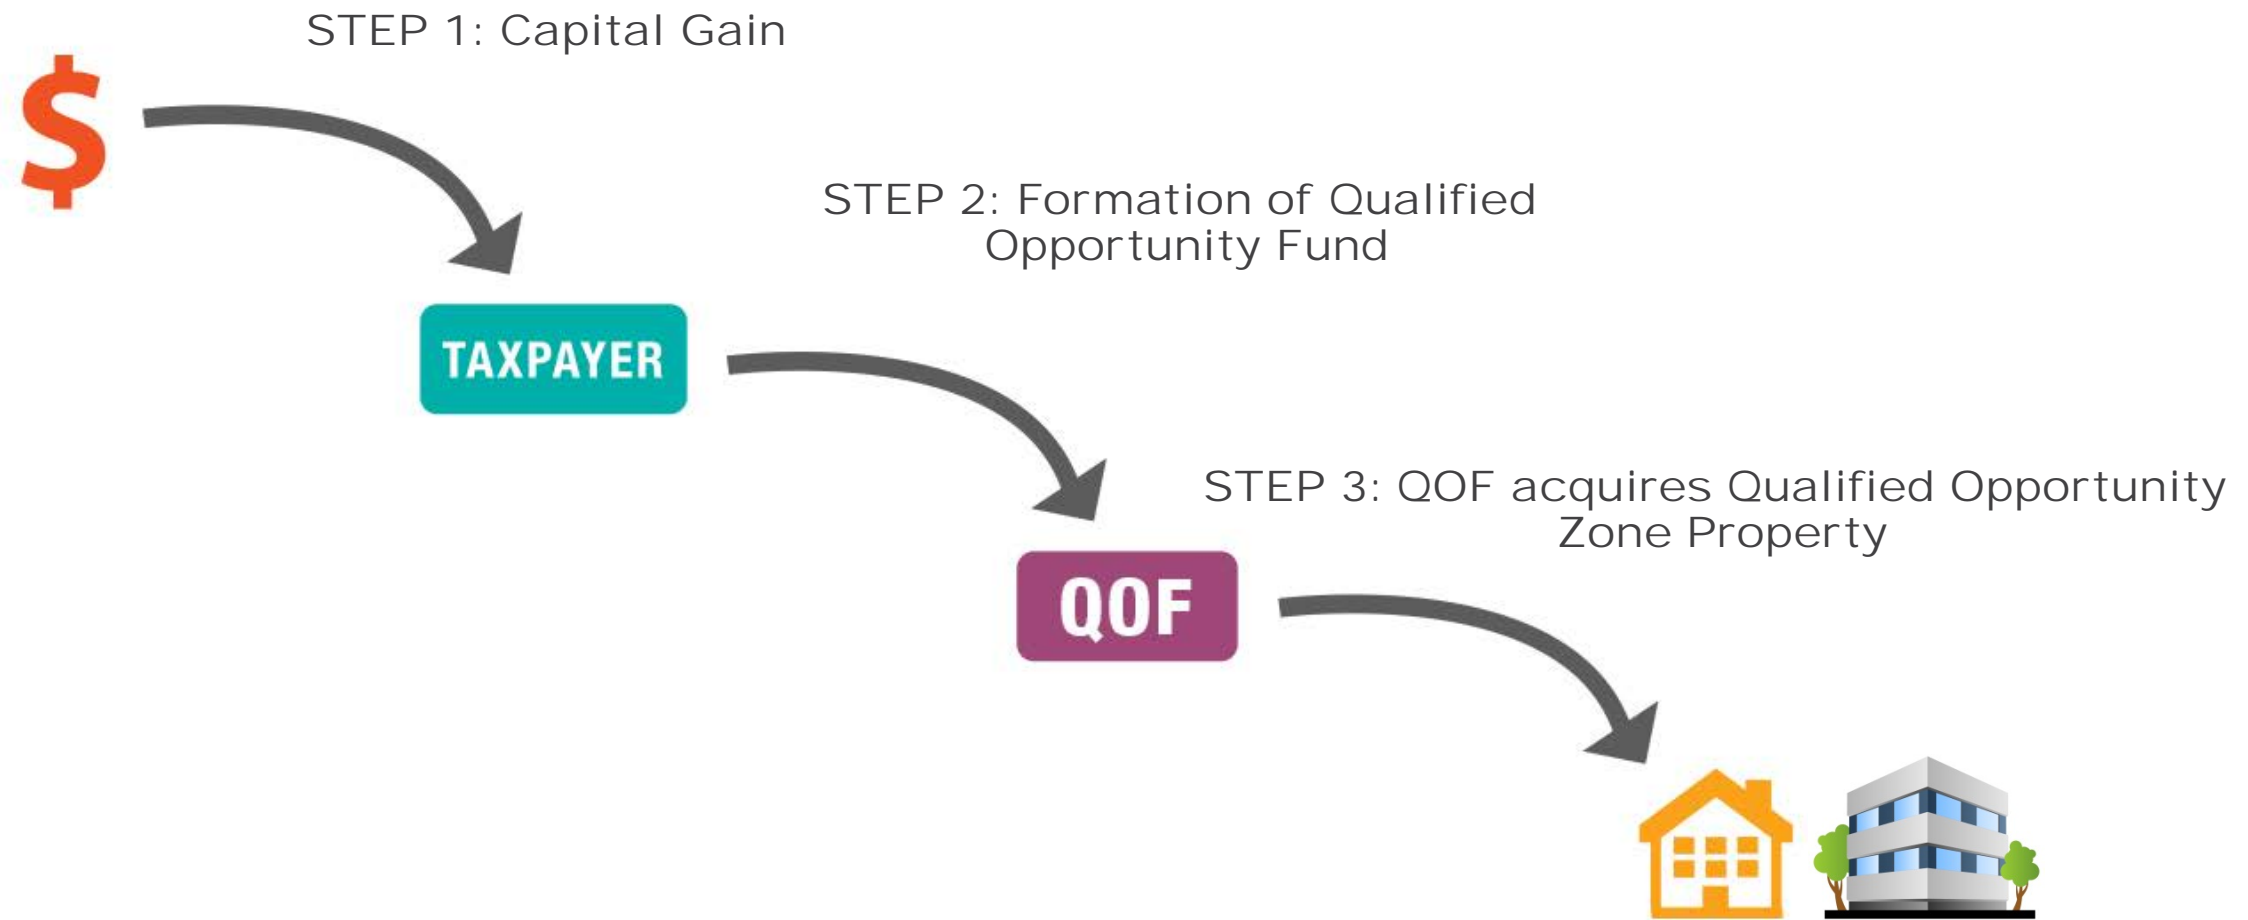 STEP 1: Capital Gain
$
STEP 2: Formation of Qualified
Opportunity Fund
TAXPAYER
STEP 3: QOF acquires Qualified Opportunity
Zone Property
QOF